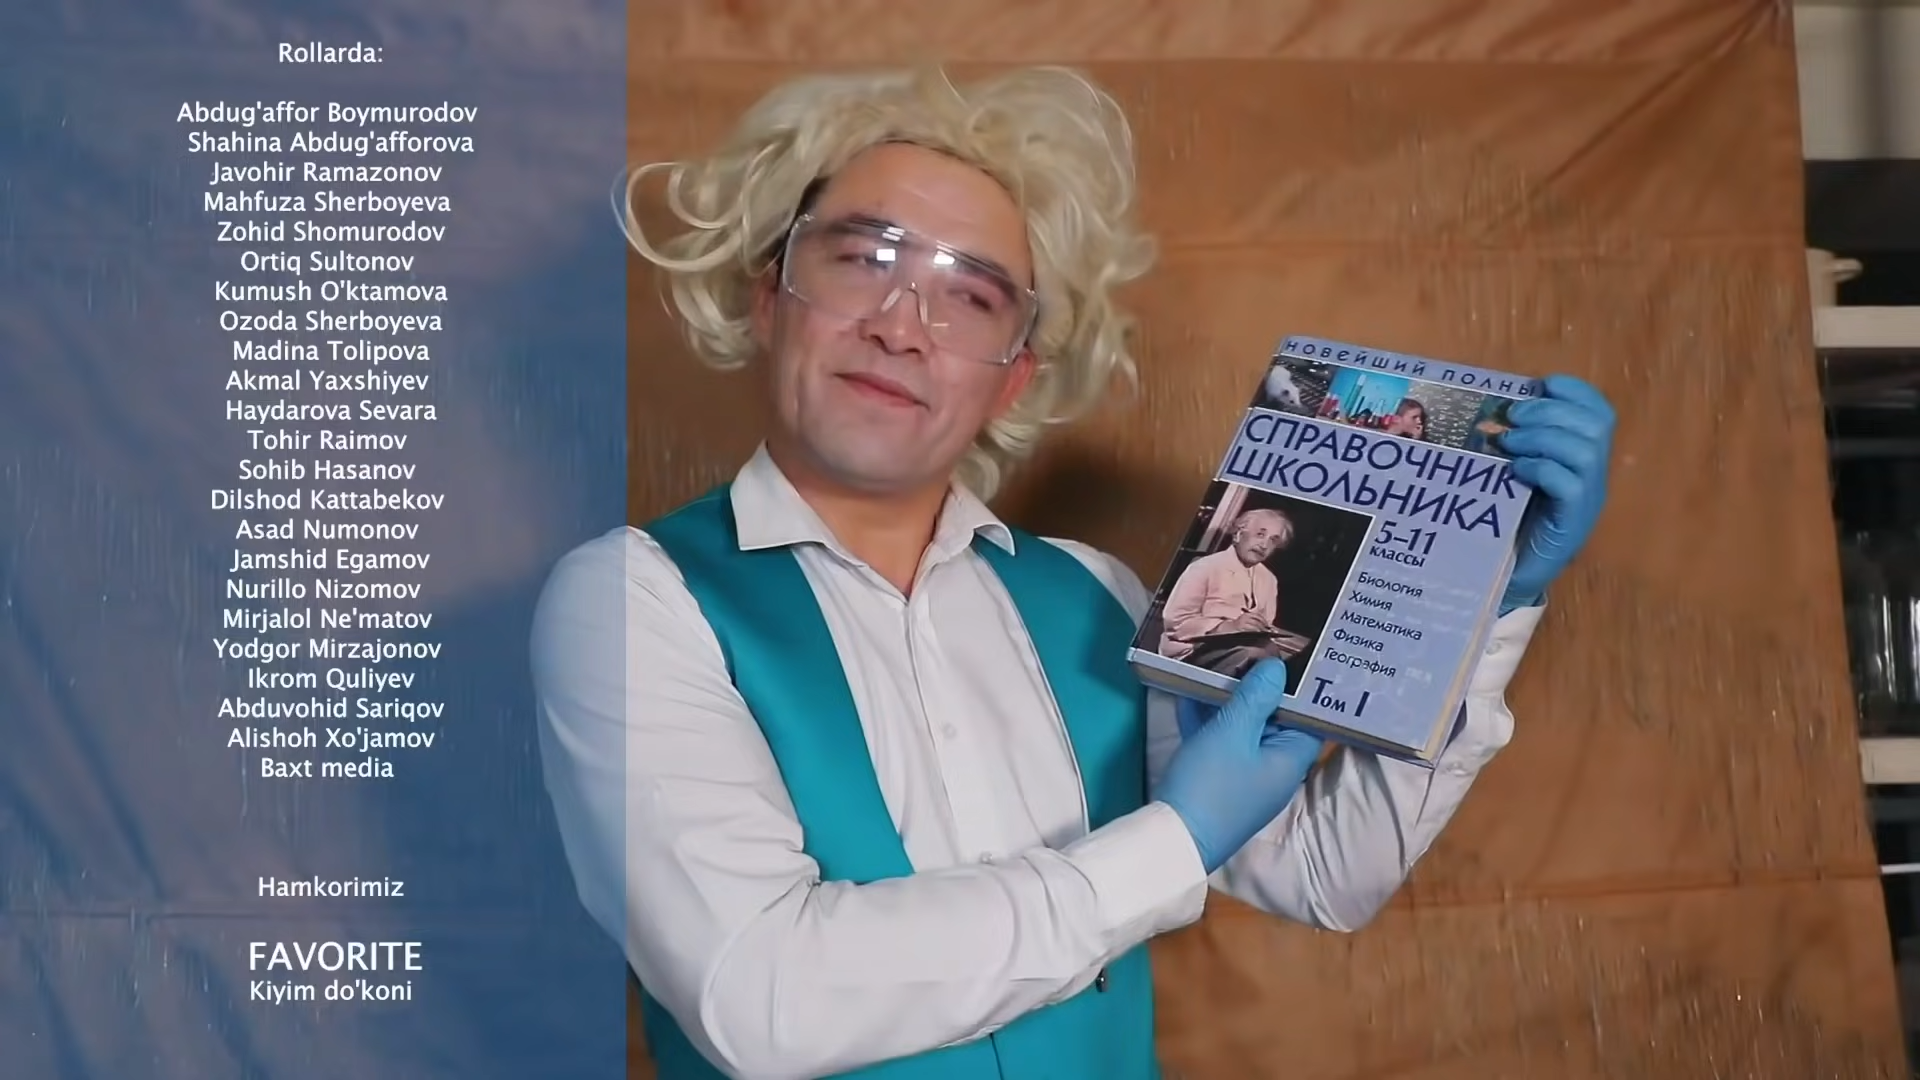 Rollarda:
Abdug'affor Boymurodov
Shahina Abdug'afforova
Javohir Ramazonov
Mahfuza Sherboyeva
Zohid Shomurodov
Ortiq Sultonov
Kumush O'ktamova
Ozoda Sherboyeva
Madina Tolipova
Akmal Yaxshiyev
Haydarova Sevara
Tohir Raimov
Sohib Hasanov
Dilshod Kattabekov
Asad Numonov
Jamshid Egamov
Nurillo Nizomov
Mirjalol Ne'matov
Yodgor Mirzajonov
Ikrom Quliyev
Abduvohid Sariqov
Alishoh Xo'jamov
Baxt media
Hamkorimiz
FAVORITE
Kiyim do'koni
НОВЕЙШИЙ ПОЛНЫ
СПРАВОЧНИК
ШКОЛЬНИКА
5-11
классы
Биология
Химия
Математика
Физика
География
Том I